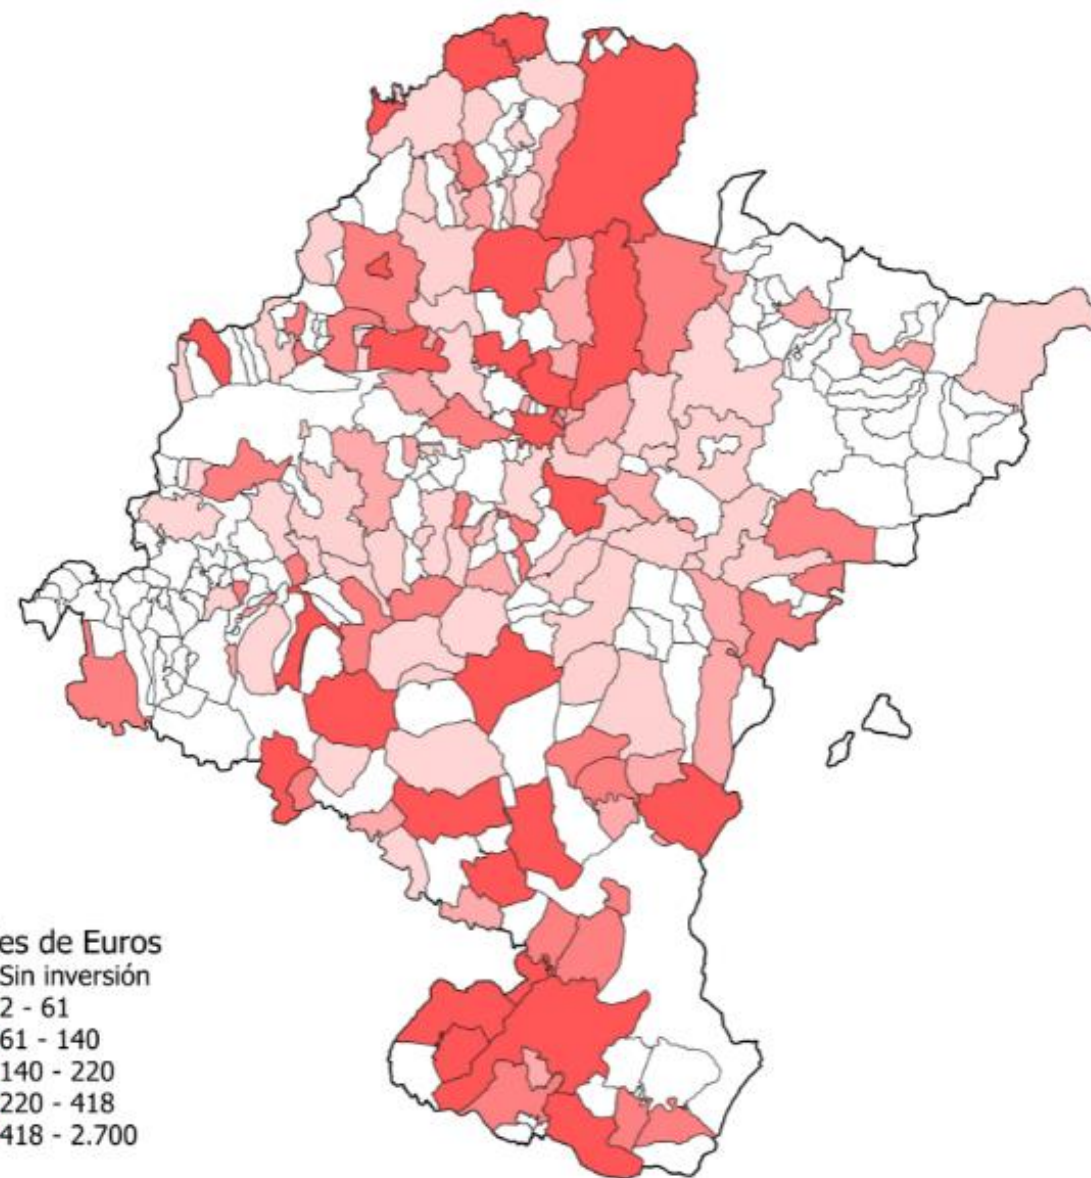 es de Euros
Sin inversión
2 - 61
61 - 140
140 - 220
220 - 418
418 - 2.700